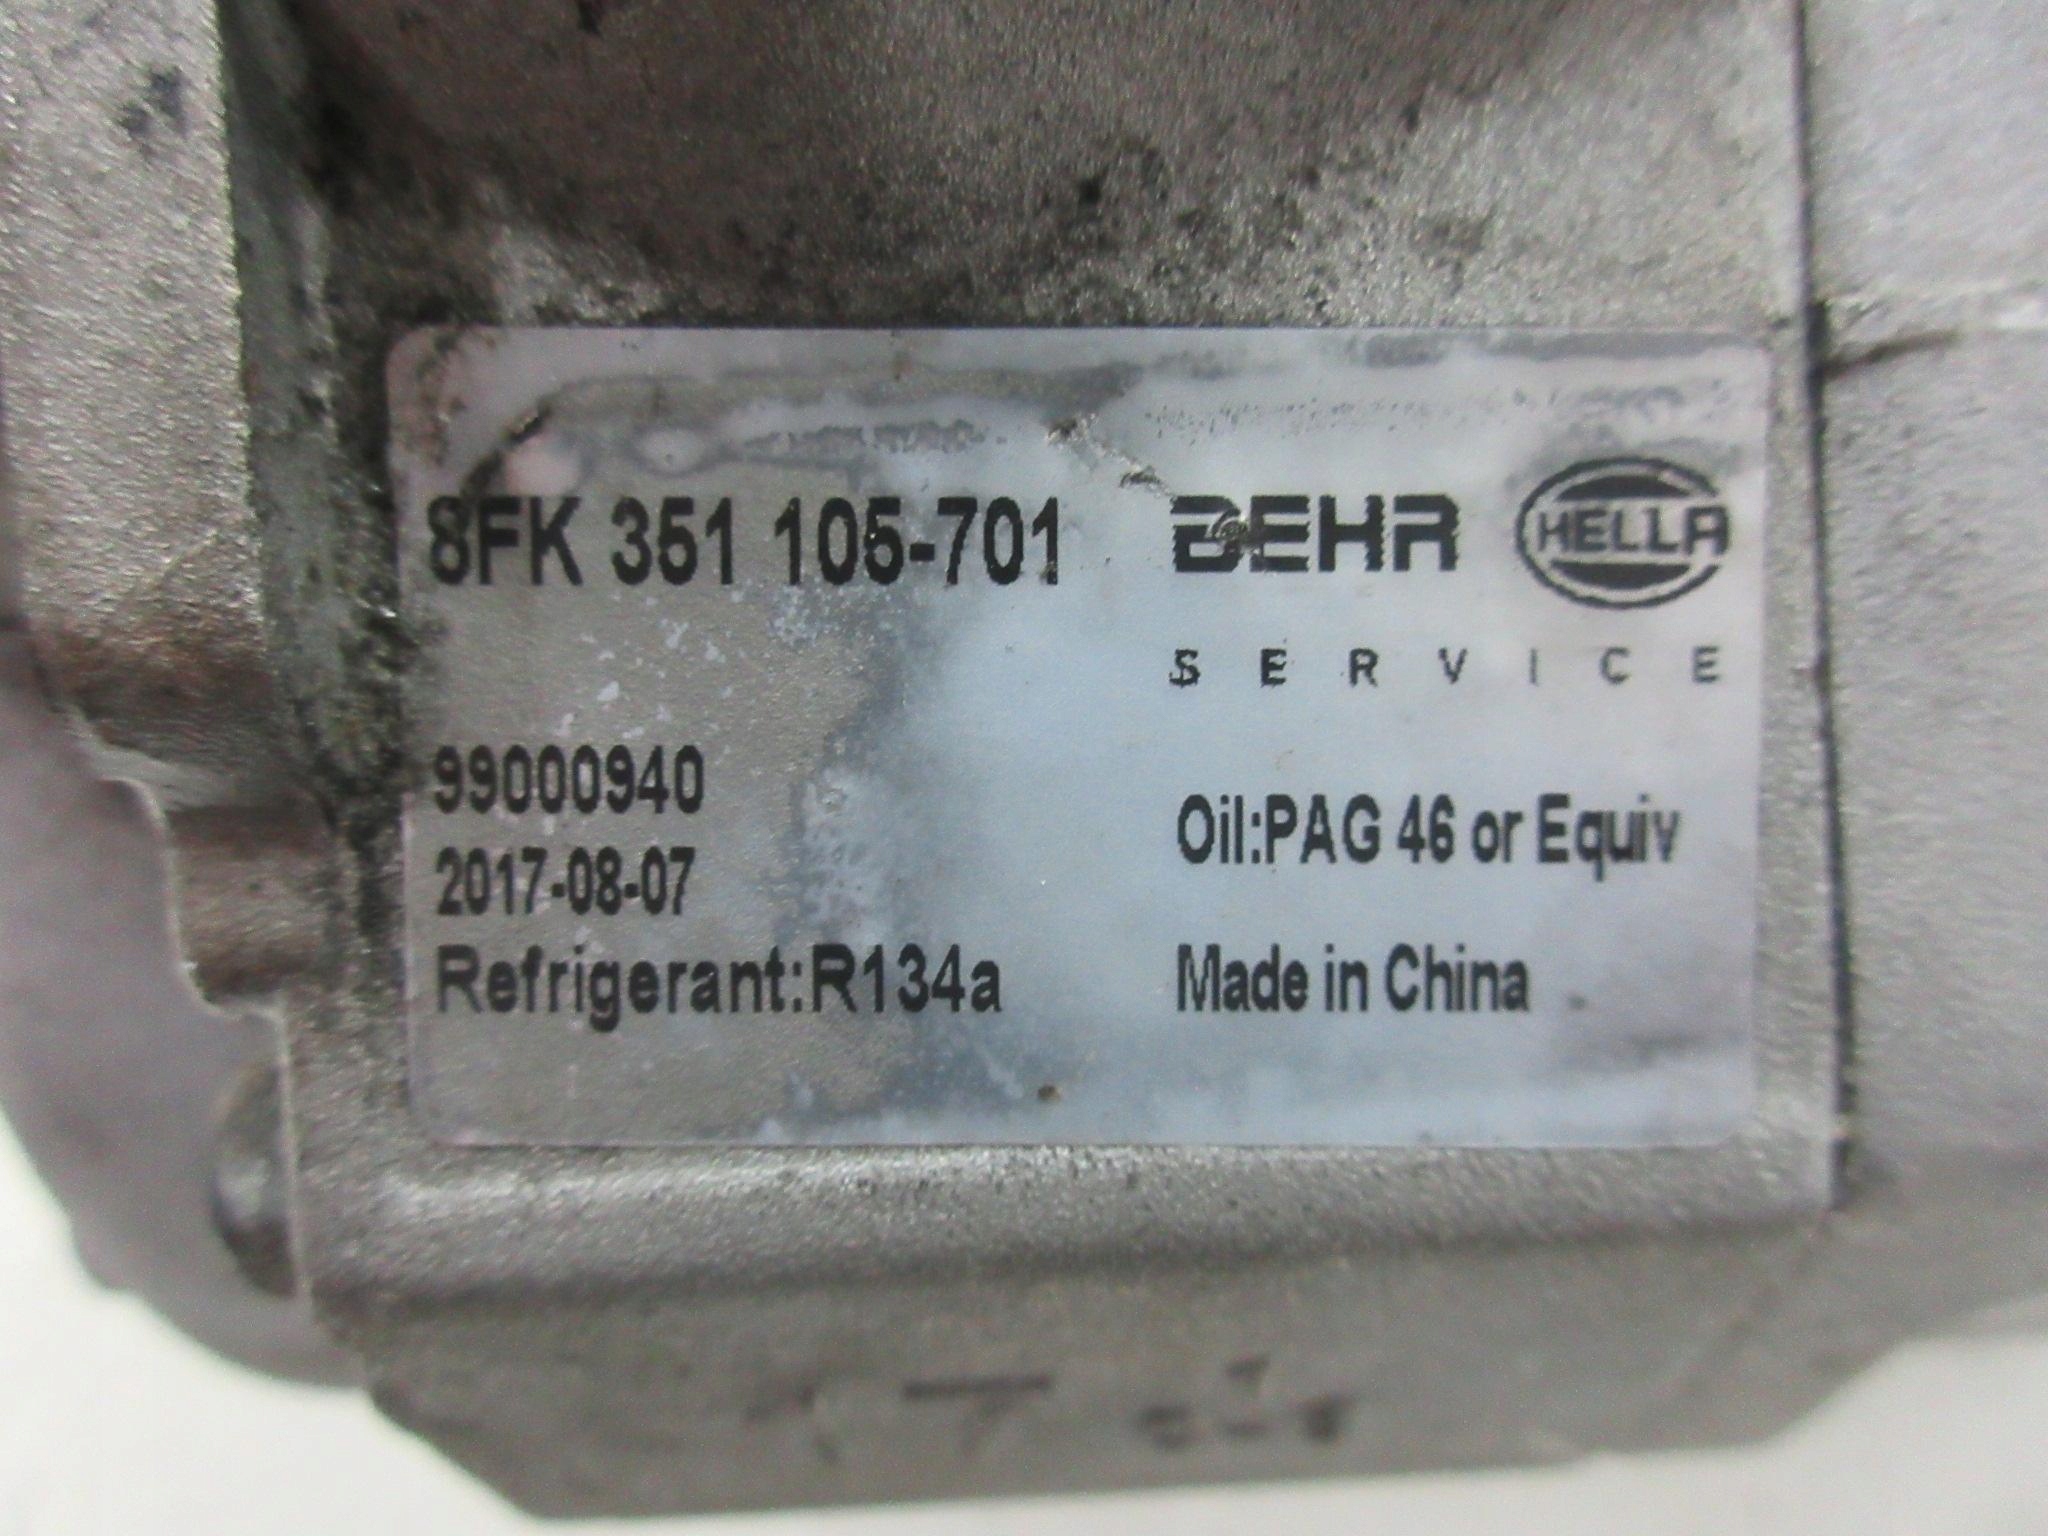 8FK 351 105-701
BEHR HELLA
SERVICE
99000940
2017-08-07
Refrigerant:R134a
Oil:PAG 46 or Equiv
Made in China